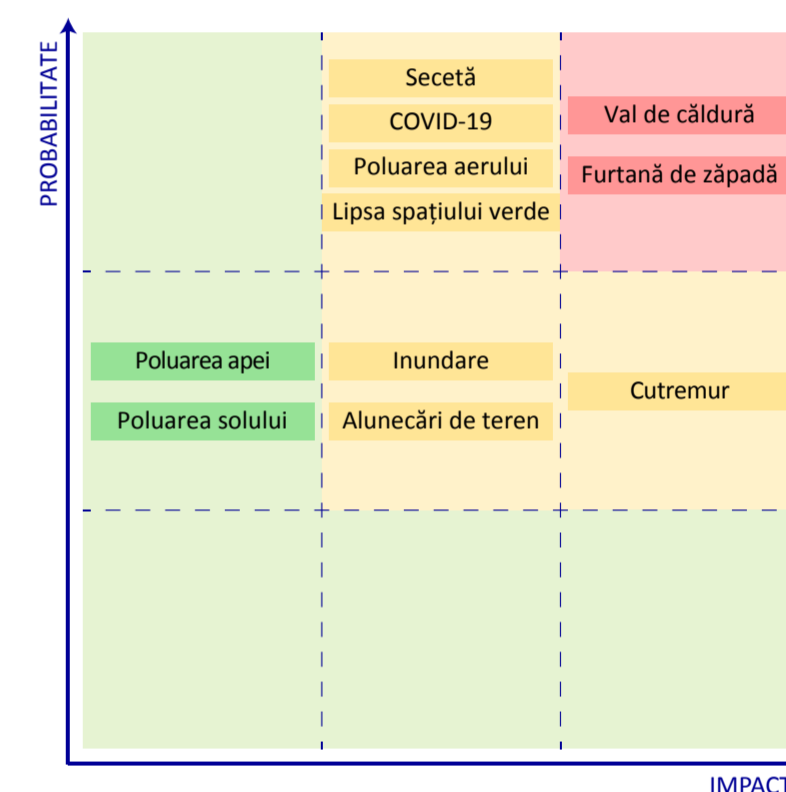 PROBABILITATE
Secetă
COVID-19
Poluarea aerului
Lipsa spațiului verde
Val de căldură
Furtană de zăpadă
Poluarea apei
Poluarea solului
Inundare
Alunecări de teren
Cutremur
IMPACT